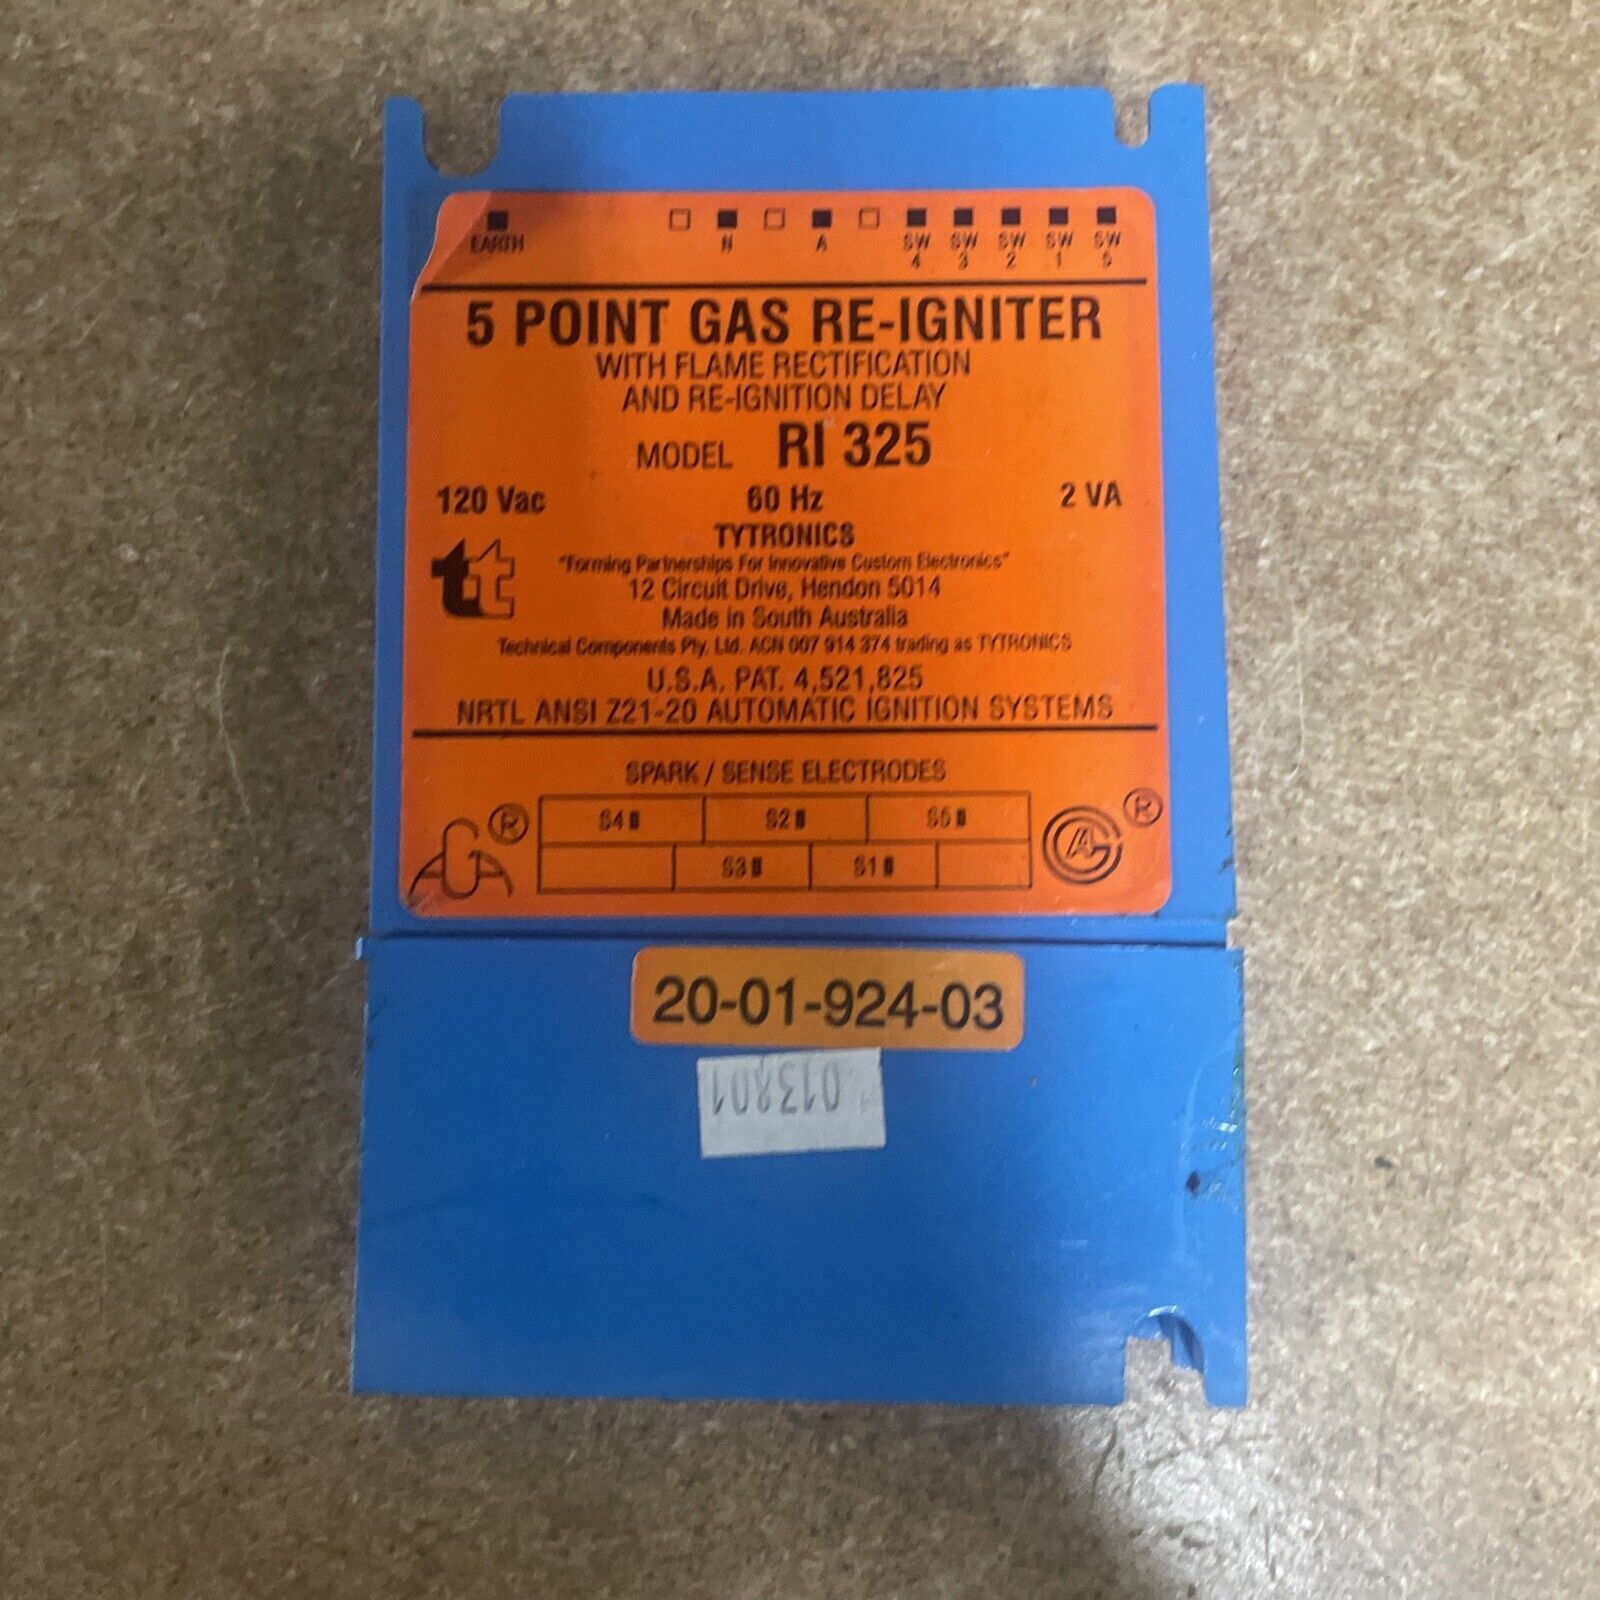 EARTH N A SW 4 SW 3 SW 2 SW 1 SW 5
5 POINT GAS RE-IGNITER
WITH FLAME RECTIFICATION
AND RE-IGNITION DELAY
MODEL RI 325
120 Vac 60 Hz 2 VA
TYTRONICS
tt
"Forming Partnerships For Innovative Custom Electronics"
12 Circuit Drive, Hendon 5014
Made in South Australia
Technical Components Pty. Ltd. ACN 007 914 374 trading as TYTRONICS
U.S.A. PAT. 4,521,825
NRTL ANSI Z21-20 AUTOMATIC IGNITION SYSTEMS
SPARK / SENSE ELECTRODES
S4 S2 S5
S3 S1
AGA ® ®
20-01-924-03
013801